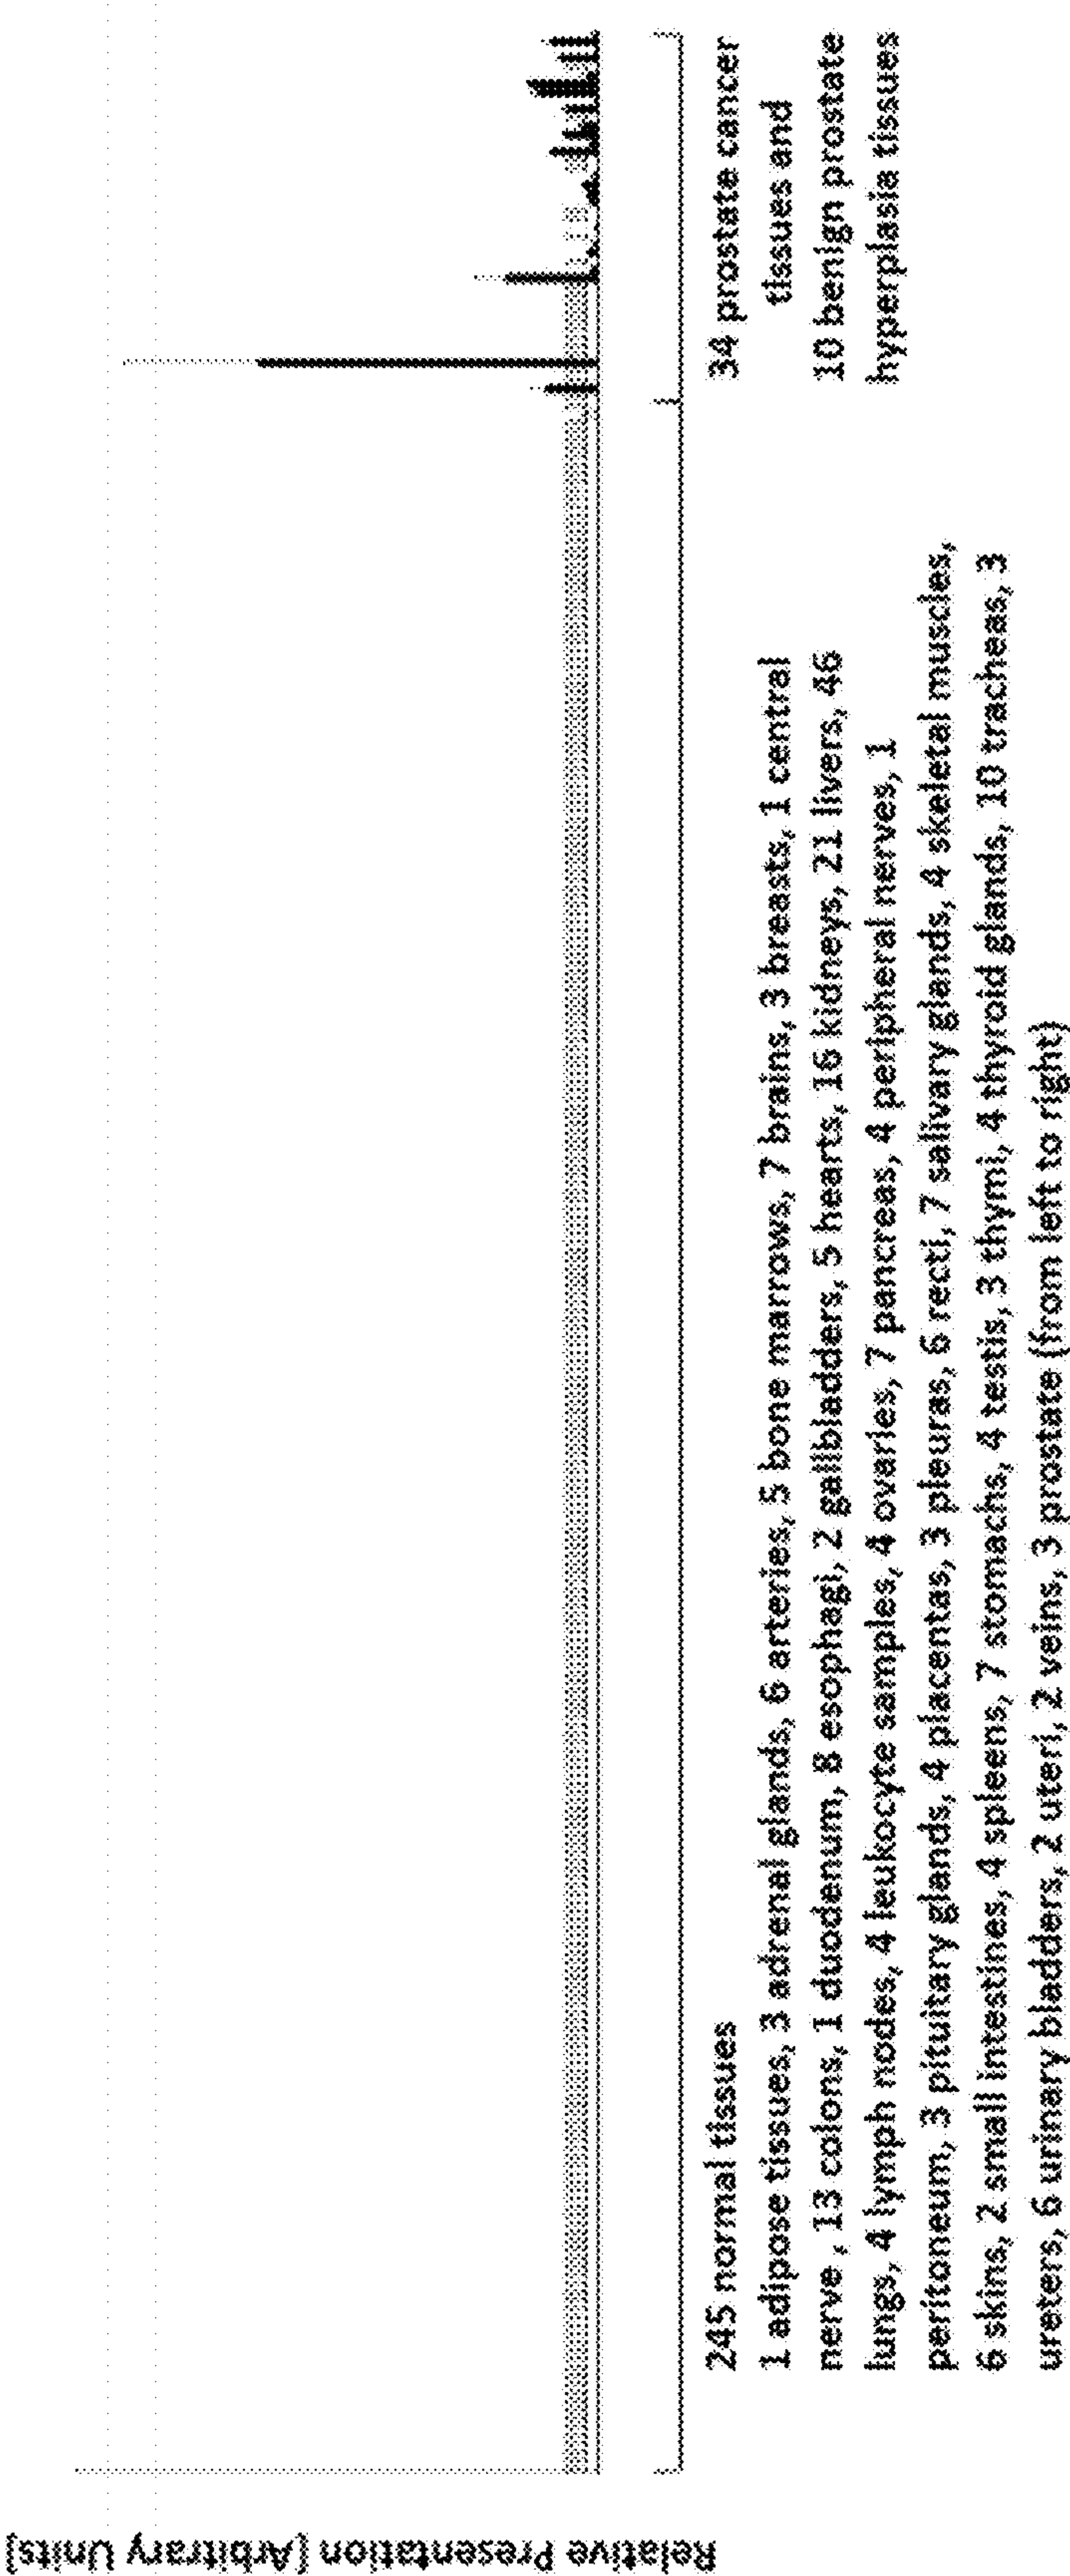 Relative Presentation [Arbitrary Units]
245 normal tissues
1 adipose tissues, 3 adrenal glands, 6 arteries, 5 bone marrows, 7 brains, 3 breasts, 1 central
nerve , 13 colons, 1 duodenum, 8 esophagi, 2 gallbladders, 5 hearts, 16 kidneys, 21 livers, 46
lungs, 4 lymph nodes, 4 leukocyte samples, 4 ovaries, 7 pancreas, 4 peripheral nerves, 1
peritoneum, 3 pituitary glands, 4 placentas, 3 pleuras, 6 recti, 7 salivary glands, 4 skeletal muscles,
6 skins, 2 small intestines, 4 spleens, 7 stomachs, 4 testis, 3 thymi, 4 thyroid glands, 10 tracheas, 3
ureters, 6 urinary bladders, 2 uteri, 2 veins, 3 prostate (from left to right)
34 prostate cancer
tissues and
10 benign prostate
hyperplasia tissues